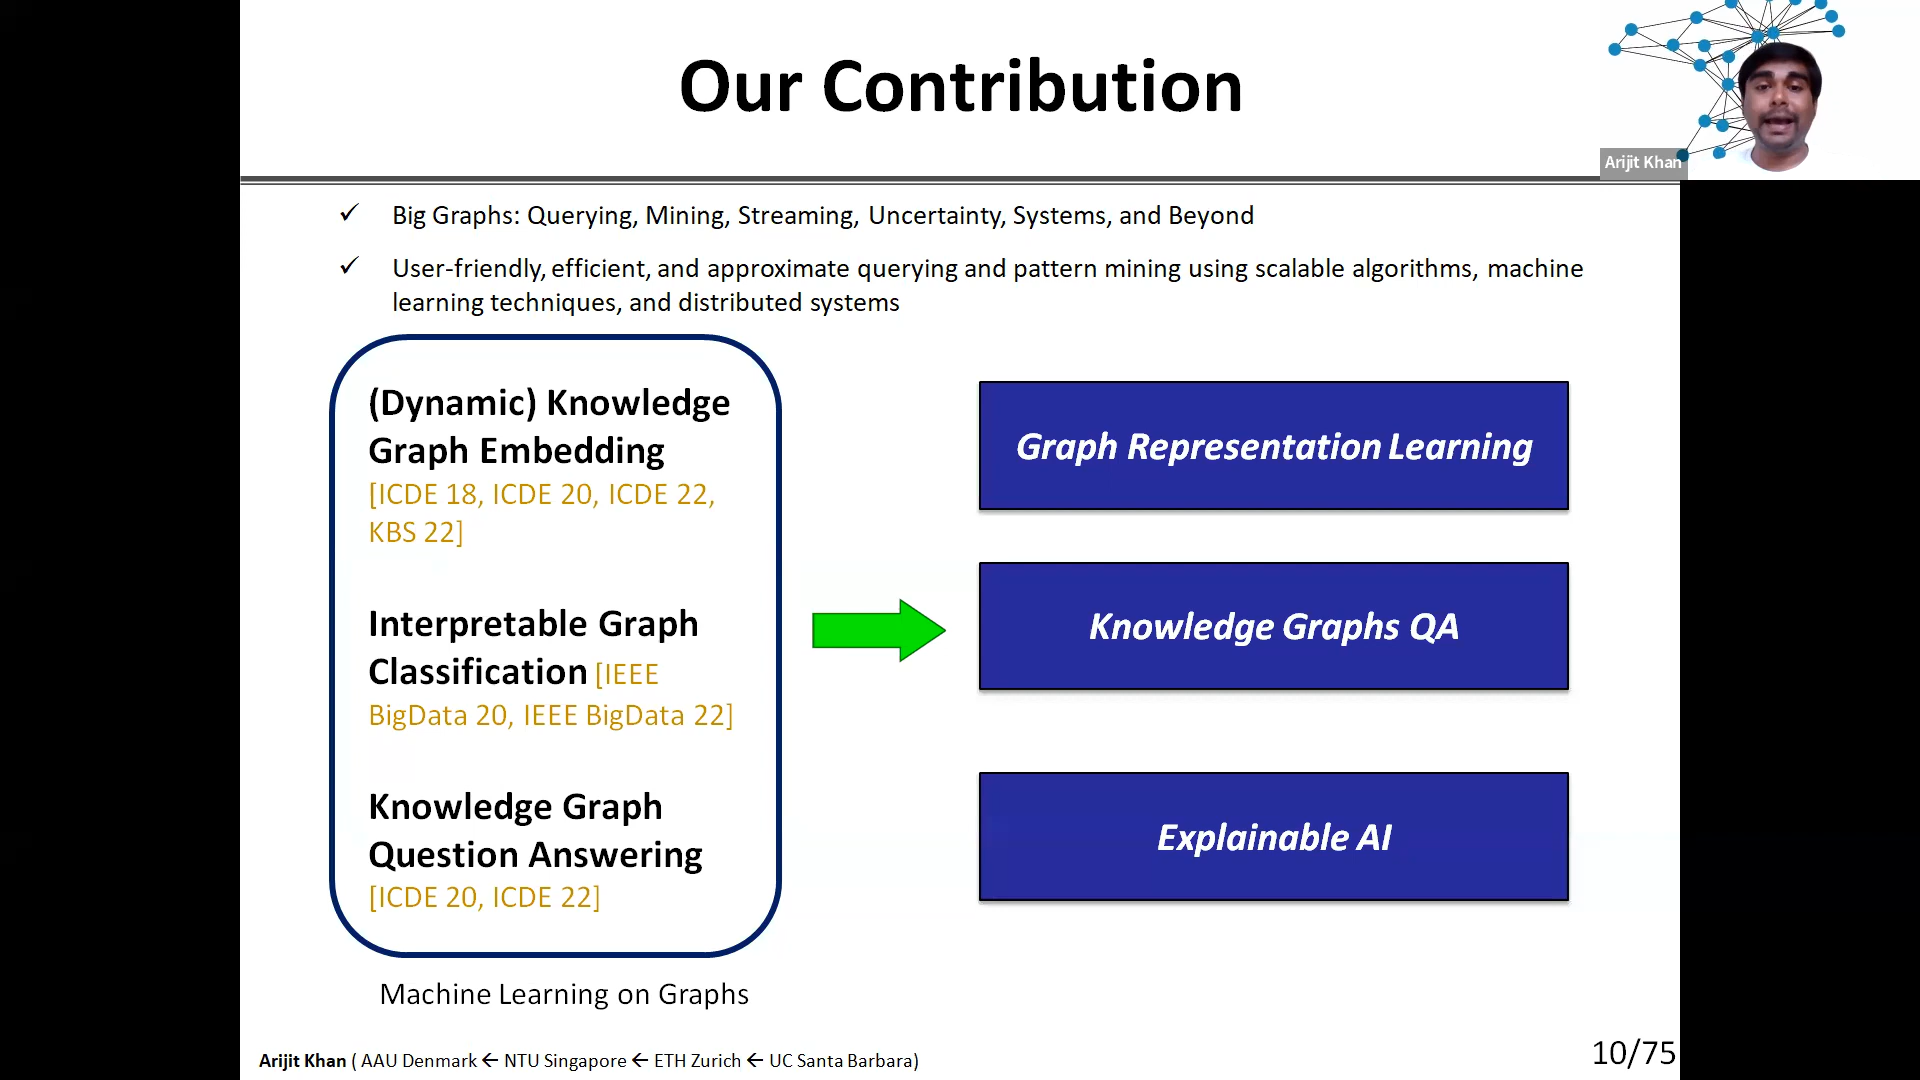 Our Contribution
Arijit Khan
✓ Big Graphs: Querying, Mining, Streaming, Uncertainty, Systems, and Beyond
✓ User-friendly, efficient, and approximate querying and pattern mining using scalable algorithms, machine
learning techniques, and distributed systems
(Dynamic) Knowledge
Graph Embedding
[ICDE 18, ICDE 20, ICDE 22,
KBS 22]
Interpretable Graph
Classification [IEEE
BigData 20, IEEE BigData 22]
Knowledge Graph
Question Answering
[ICDE 20, ICDE 22]
Machine Learning on Graphs
Graph Representation Learning
Knowledge Graphs QA
Explainable AI
Arijit Khan ( AAU Denmark ← NTU Singapore ← ETH Zurich ← UC Santa Barbara)
10/75